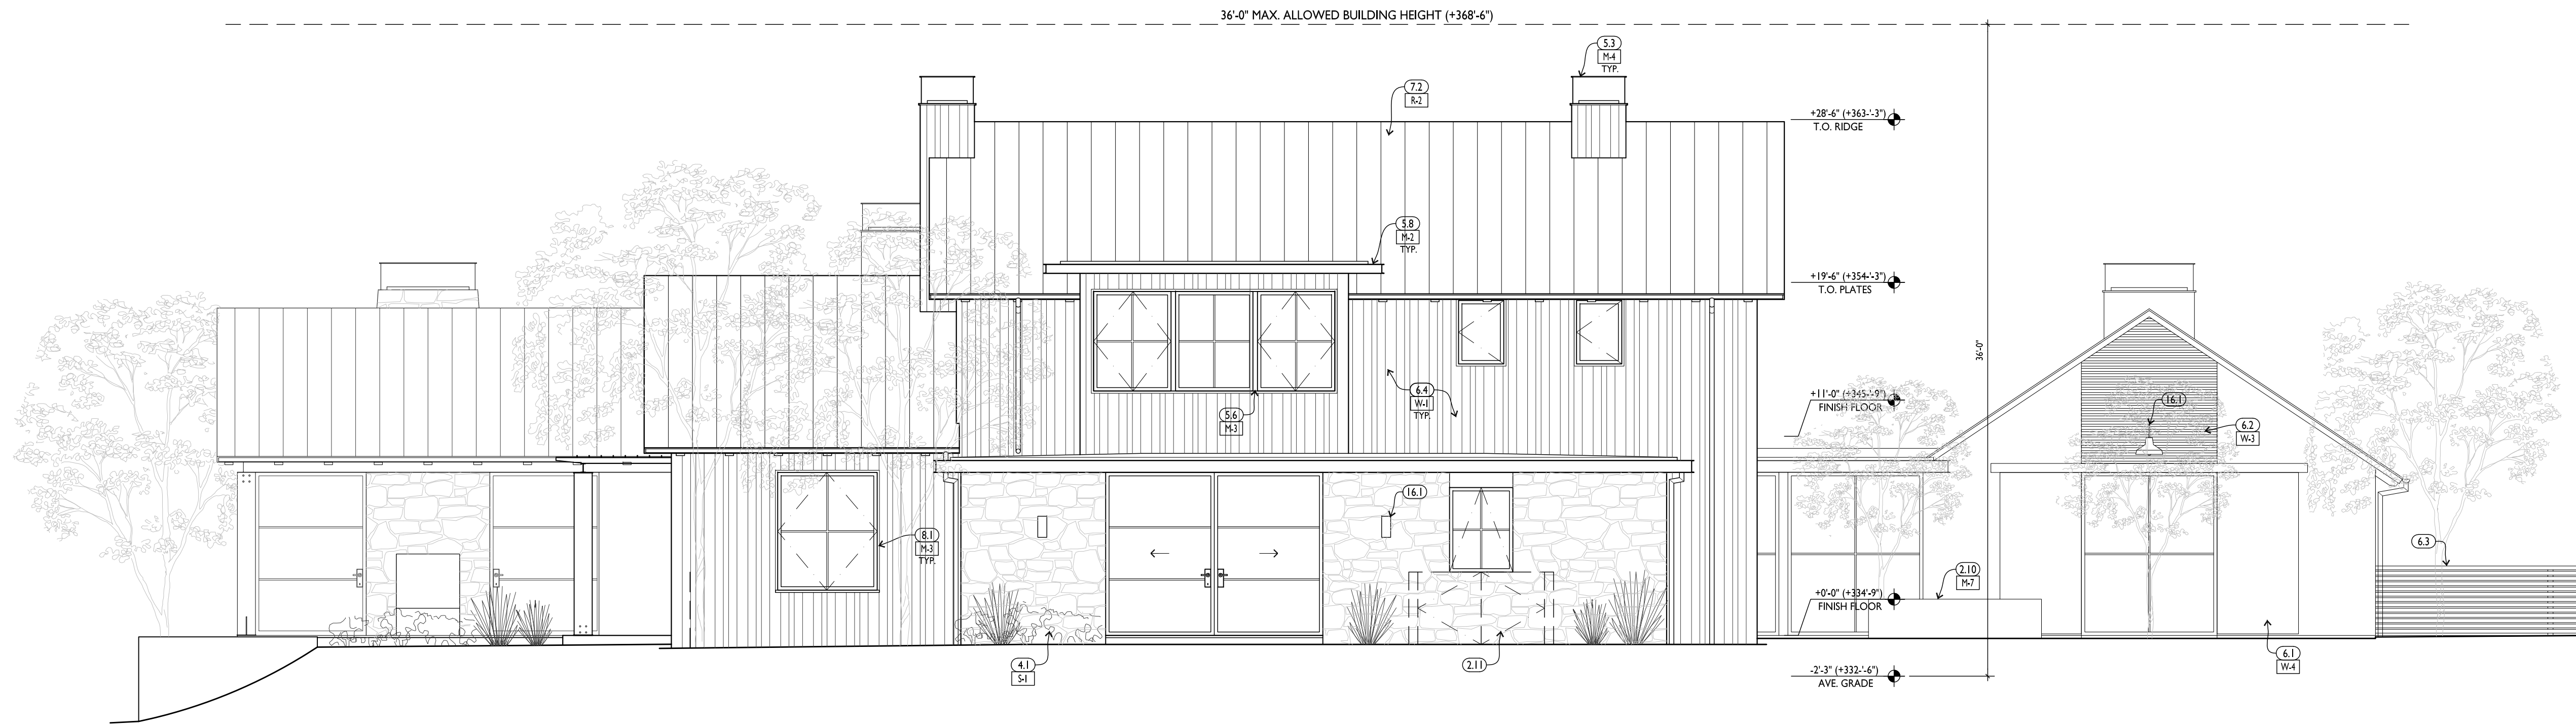 36'-0" MAX. ALLOWED BUILDING HEIGHT (+368'-6")
5.3
M-4
TYP.
7.2
R-2
+28'-6" (+363-'-3")
T.O. RIDGE
5.8
M-2
TYP.
+19'-6" (+354-'-3")
T.O. PLATES
36'-0"
6.4
W-1
TYP.
5.6
M-3
+11'-0" (+345-'-9")
FINISH FLOOR
16.1
6.2
W-3
16.1
8.1
M-3
TYP.
6.3
2.10
M-7
+0'-0" (+334'-9")
FINISH FLOOR
4.1
S-1
2.11
-2'-3" (+332-'-6")
AVE. GRADE
6.1
W-4